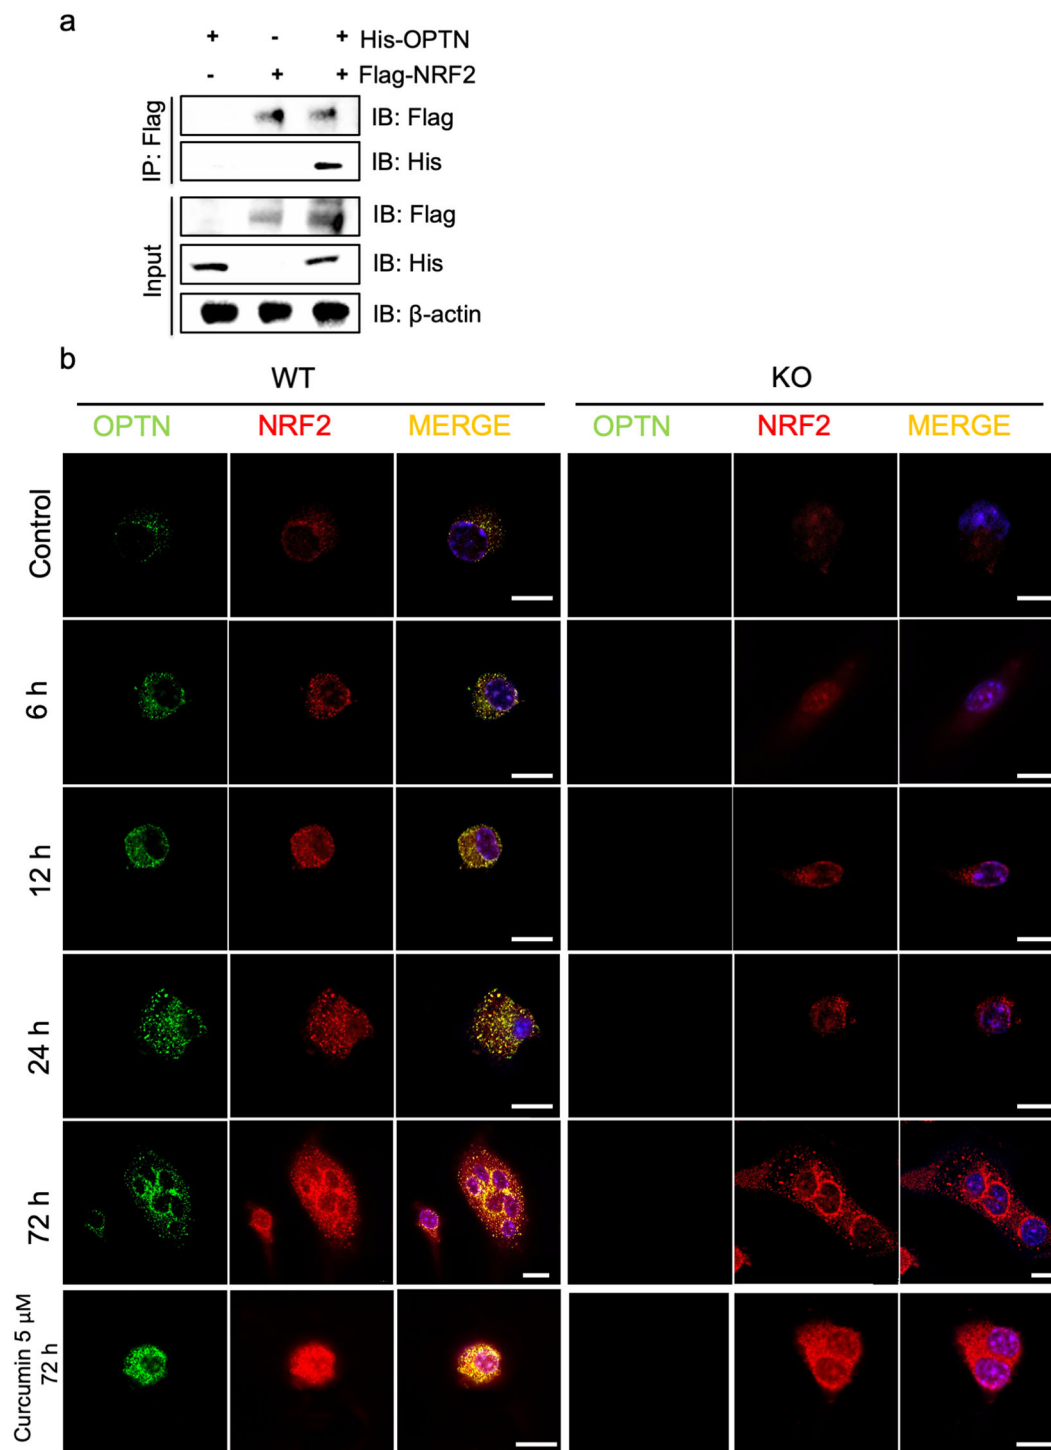 a
+ - + His-OPTN
- + + Flag-NRF2
IP: Flag
IB: Flag
IB: His
Input
IB: Flag
IB: His
IB: β-actin
b
WT KO
OPTN NRF2 MERGE OPTN NRF2 MERGE
Control
6 h
12 h
24 h
72 h
Curcumin 5 μM
72 h